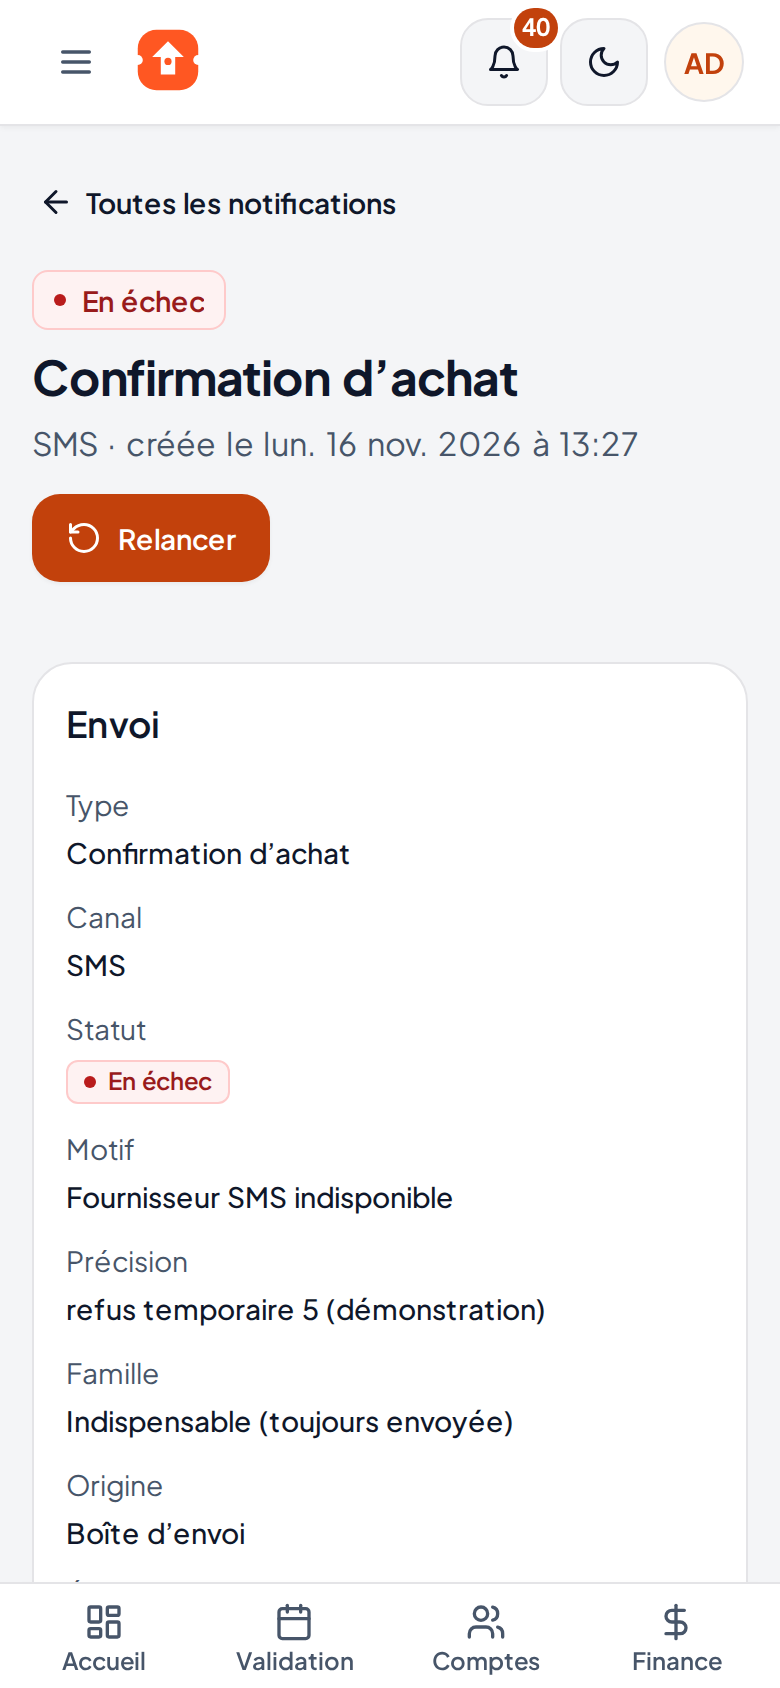 40
AD
Toutes les notifications
En échec
Confirmation d’achat
SMS · créée le lun. 16 nov. 2026 à 13:27
Relancer
Envoi
Type
Confirmation d’achat
Canal
SMS
Statut
En échec
Motif
Fournisseur SMS indisponible
Précision
refus temporaire 5 (démonstration)
Famille
Indispensable (toujours envoyée)
Origine
Boîte d’envoi
Accueil
Validation
Comptes
Finance